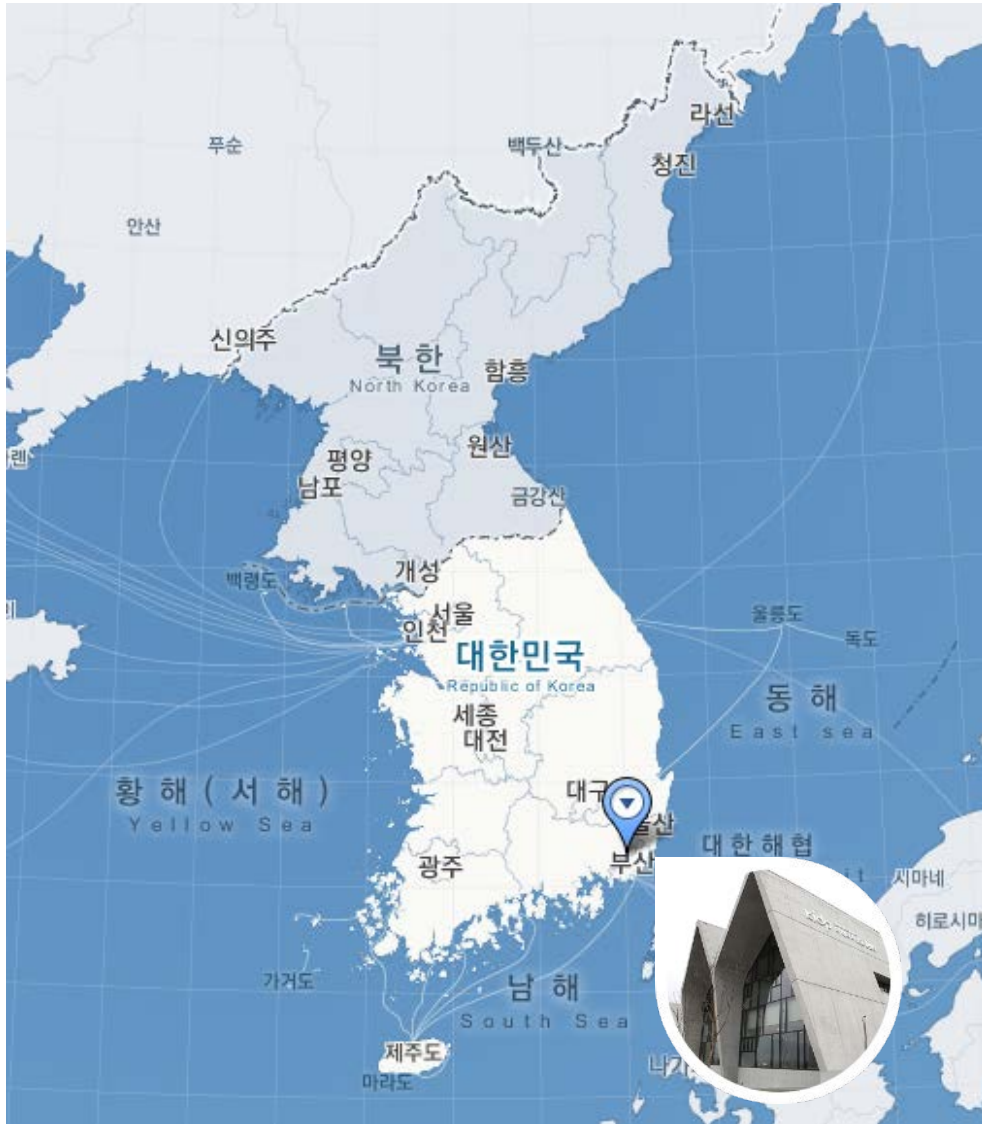 라선
푸순
백두산
청진
안산
신의주
북한
North Korea
함흥
원산
평양
남포
금강산
개성
백령도
서울
인천
울릉도
독도
대한민국
Republic of Korea
동해
East sea
세종
대전
황해(서해)
Yellow Sea
대구
부산
대한해협
광주
시마네
히로시마
가거도
남해
South Sea
제주도
마라도